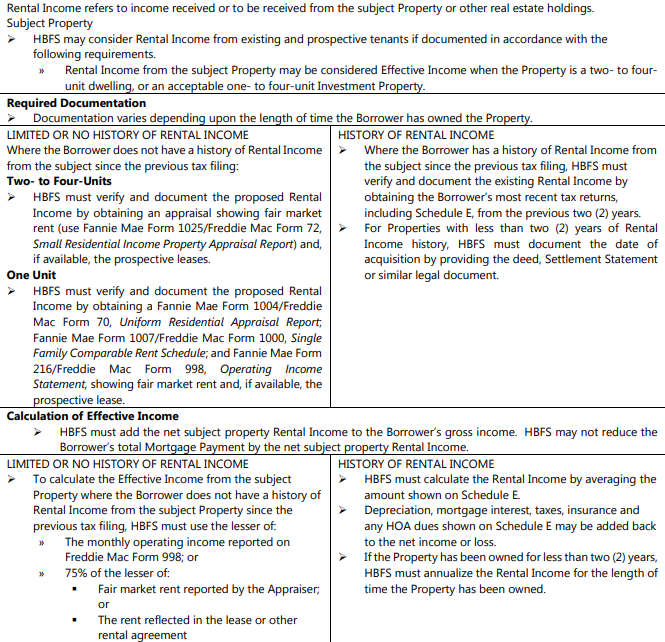 Rental Income refers to income received or to be received from the subject Property or other real estate holdings.
Subject Property
➢ HBFS may consider Rental Income from existing and prospective tenants if documented in accordance with the
following requirements.
» Rental Income from the subject Property may be considered Effective Income when the Property is a two- to four-
unit dwelling, or an acceptable one- to four-unit Investment Property.
Required Documentation
➢ Documentation varies depending upon the length of time the Borrower has owned the Property.
LIMITED OR NO HISTORY OF RENTAL INCOME
Where the Borrower does not have a history of Rental Income
from the subject since the previous tax filing:
Two- to Four-Units
➢ HBFS must verify and document the proposed Rental
Income by obtaining an appraisal showing fair market
rent (use Fannie Mae Form 1025/Freddie Mac Form 72,
Small Residential Income Property Appraisal Report) and,
if available, the prospective leases.
One Unit
➢ HBFS must verify and document the proposed Rental
Income by obtaining a Fannie Mae Form 1004/Freddie
Mac Form 70, Uniform Residential Appraisal Report;
Fannie Mae Form 1007/Freddie Mac Form 1000, Single
Family Comparable Rent Schedule; and Fannie Mae Form
216/Freddie Mac Form 998, Operating Income
Statement, showing fair market rent and, if available, the
prospective lease.
HISTORY OF RENTAL INCOME
➢ Where the Borrower has a history of Rental Income from
the subject since the previous tax filing, HBFS must
verify and document the existing Rental Income by
obtaining the Borrower's most recent tax returns,
including Schedule E, from the previous two (2) years.
➢ For Properties with less than two (2) years of Rental
Income history, HBFS must document the date of
acquisition by providing the deed, Settlement Statement
or similar legal document.
Calculation of Effective Income
➢ HBFS must add the net subject property Rental Income to the Borrower's gross income. HBFS may not reduce the
Borrower's total Mortgage Payment by the net subject property Rental Income.
LIMITED OR NO HISTORY OF RENTAL INCOME
➢ To calculate the Effective Income from the subject
Property where the Borrower does not have a history of
Rental Income from the subject Property since the
previous tax filing, HBFS must use the lesser of:
» The monthly operating income reported on
Freddie Mac Form 998; or
» 75% of the lesser of:
▪ Fair market rent reported by the Appraiser;
or
▪ The rent reflected in the lease or other
rental agreement
HISTORY OF RENTAL INCOME
➢ HBFS must calculate the Rental Income by averaging the
amount shown on Schedule E.
➢ Depreciation, mortgage interest, taxes, insurance and
any HOA dues shown on Schedule E may be added back
to the net income or loss.
➢ If the Property has been owned for less than two (2) years,
HBFS must annualize the Rental Income for the length of
time the Property has been owned.